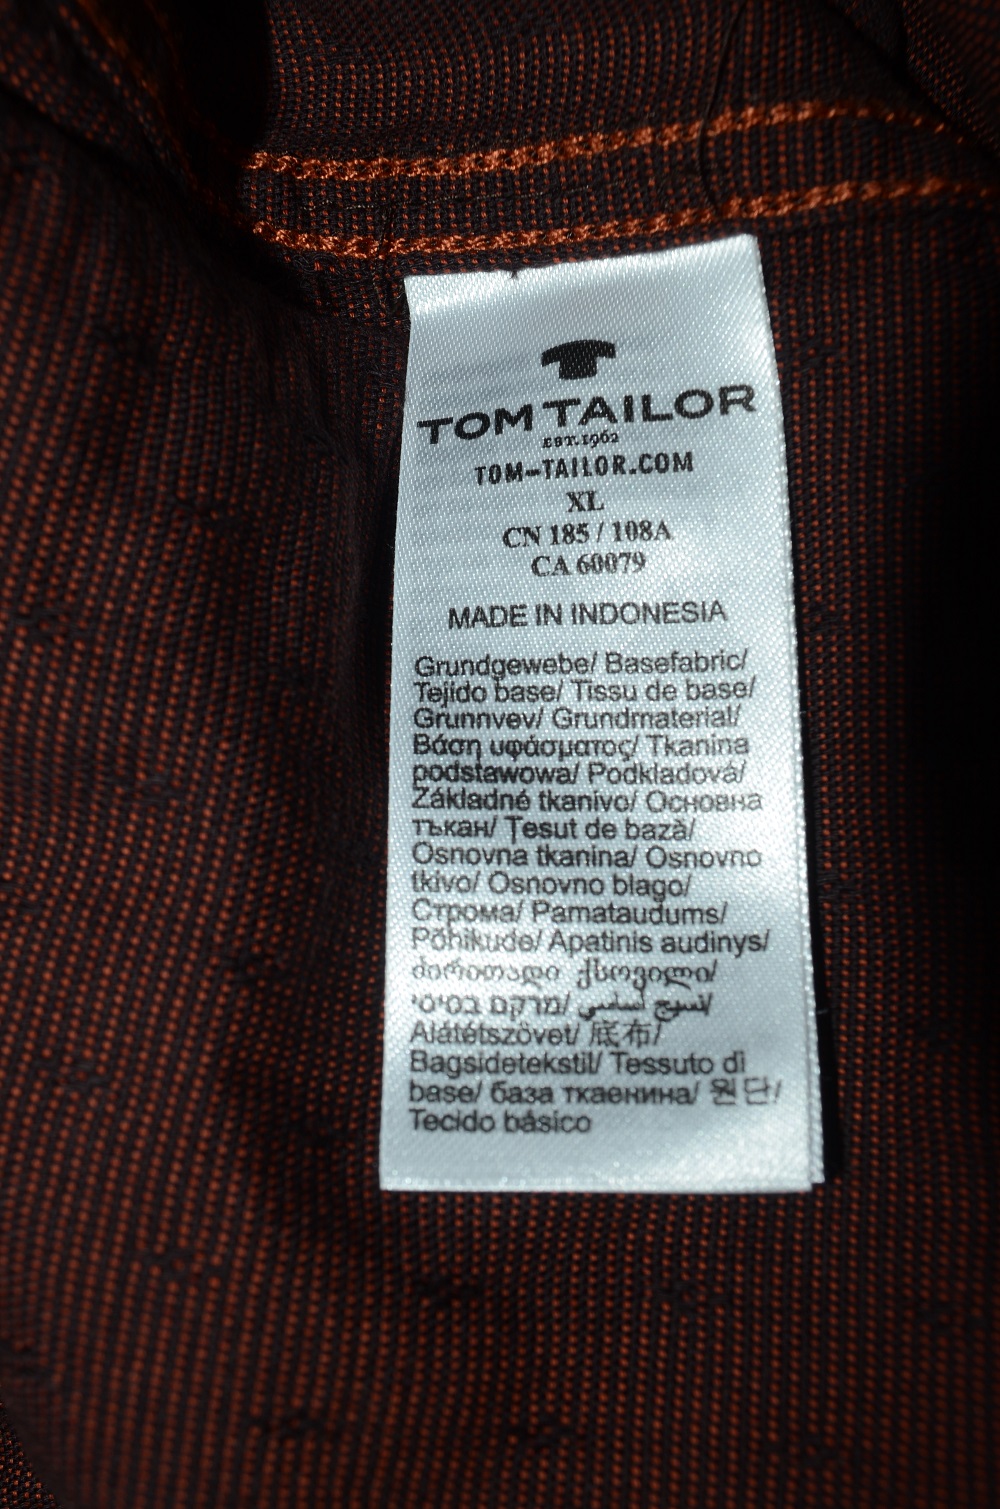 TOM TAILOR
EST. 1962
TOM-TAILOR.COM
XL
CN 185 / 108A
CA 60079
MADE IN INDONESIA
Grundgewebe/ Basefabric/
Tejido base/ Tissu de base/
Grunnvev/ Grundmaterial/
Βάση υφάσματος/ Tkanina
podstawowa/ Podkladová/
Základné tkanivo/ Основна
тъкан/ Țesut de bază/
Osnovna tkanina/ Osnovno
tkivo/ Osnovno blago/
Строма/ Pamataudums/
Põhikude/ Apatinis audinys/
ძირითადი ქსოვილი/
מרקם בסיסי/ نسيج أساسي/
Alátétszövet/ 底布/
Bagsidetekstil/ Tessuto di
base/ база тканина/ 원단/
Tecido básico